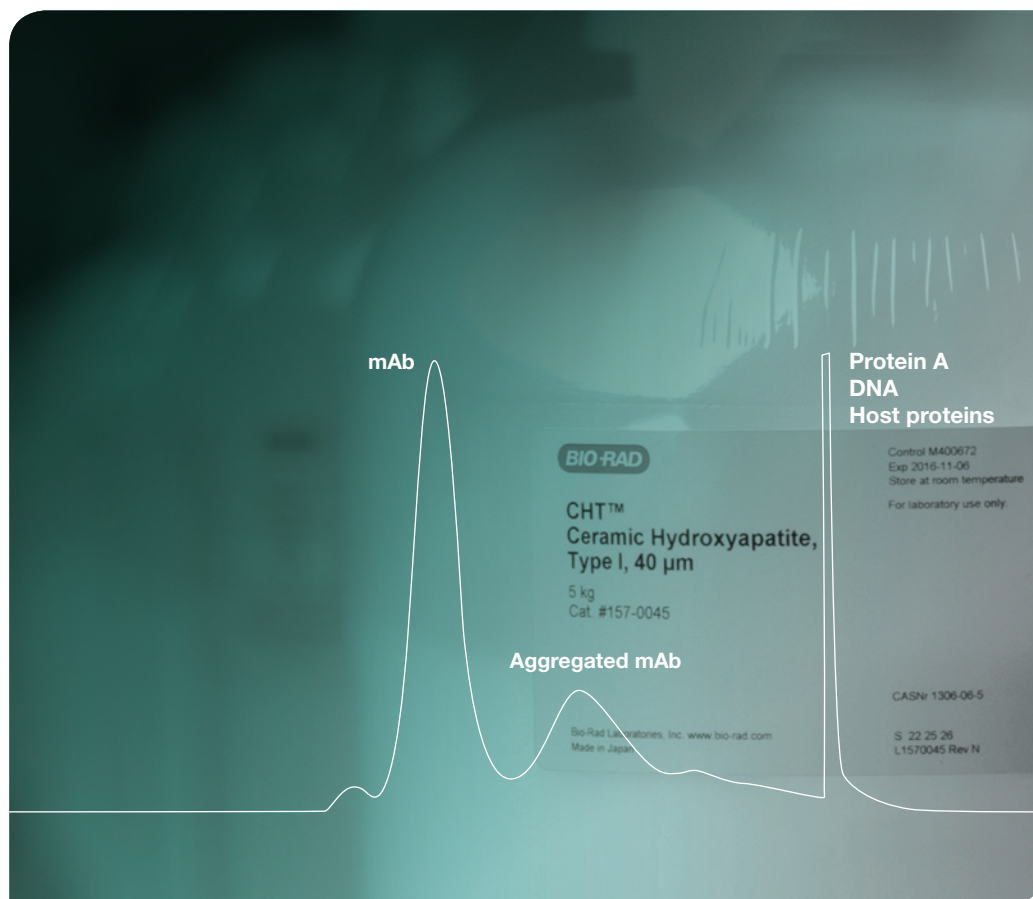 mAb
Protein A
DNA
Host proteins
BIO-RAD
Control M400672
Exp 2016-11-06
Store at room temperature
For laboratory use only.
CHT™
Ceramic Hydroxyapatite,
Type I, 40 µm
5 kg
Cat. #157-0045
Aggregated mAb
CASNr 1306-06-5
Bio-Rad Laboratories, Inc. www.bio-rad.com
Made in Japan
S 22 25 26
L1570045 Rev N